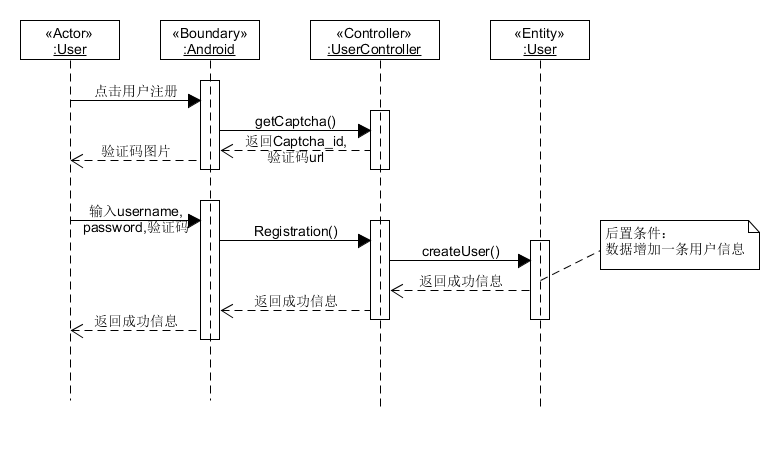 «Actor»
:User
«Boundary»
:Android
«Controller»
:UserController
«Entity»
:User
点击用户注册
getCaptcha()
返回Captcha_id,
验证码url
验证码图片
输入username,
password,验证码
Registration()
createUser()
返回成功信息
返回成功信息
返回成功信息
后置条件：
数据增加一条用户信息